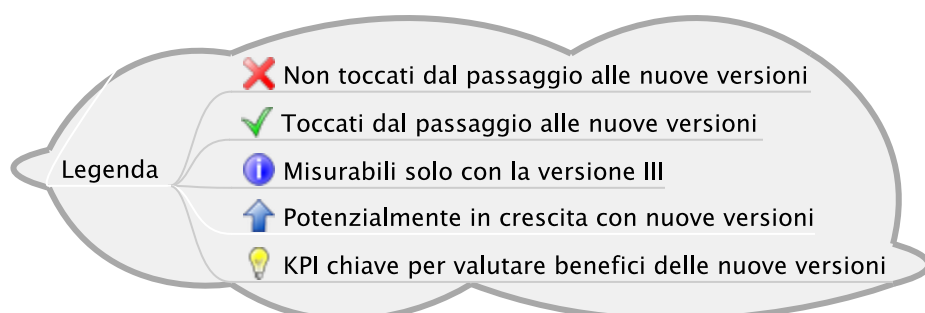 Non toccati dal passaggio alle nuove versioni
Toccati dal passaggio alle nuove versioni
Legenda
Misurabili solo con la versione III
Potenzialmente in crescita con nuove versioni
KPI chiave per valutare benefici delle nuove versioni